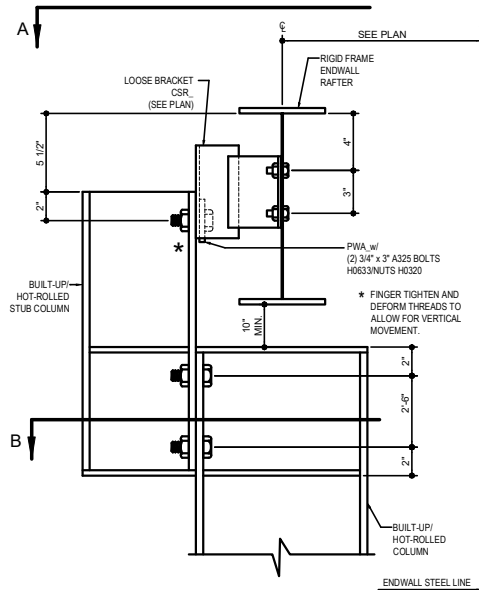 A
℄
SEE PLAN
RIGID FRAME
ENDWALL
RAFTER
LOOSE BRACKET
CSR_
(SEE PLAN)
5 1/2"
4"
2"
3"
*
PWA_w/
(2) 3/4" x 3" A325 BOLTS
H0633/NUTS H0320
BUILT-UP/
HOT-ROLLED
STUB COLUMN
* FINGER TIGHTEN AND
DEFORM THREADS TO
ALLOW FOR VERTICAL
MOVEMENT.
10"
MIN.
2"
2'-6"
B
2"
BUILT-UP/
HOT-ROLLED
COLUMN
ENDWALL STEEL LINE